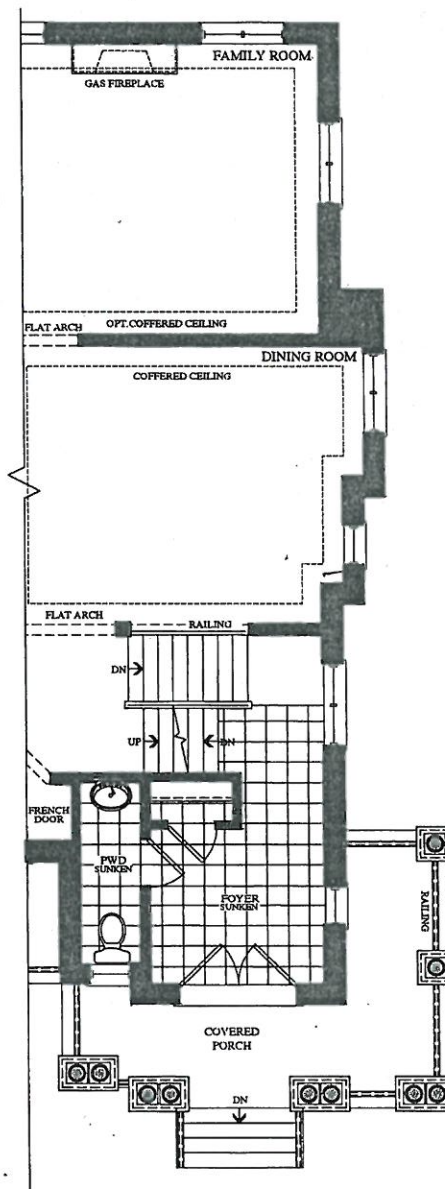 FAMILY ROOM
GAS FIREPLACE
OPT.COFFERED CEILING
FLAT ARCH
DINING ROOM
COFFERED CEILING
FLAT ARCH
RAILING
DN
UP
DN
FRENCH
DOOR
PWD
SUNKEN
FOYER
SUNKEN
RAILING
COVERED
PORCH
DN